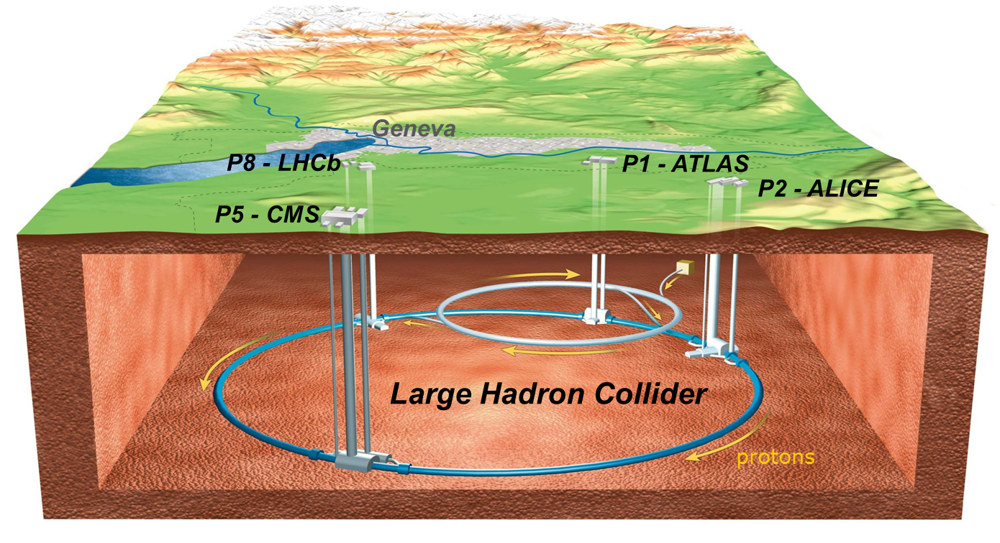 Geneva
P8 - LHCb
P1 - ATLAS
P2 - ALICE
P5 - CMS
Large Hadron Collider
protons